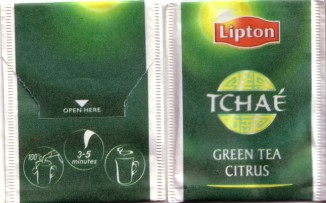 OPEN HERE
100°c
3-5
minutes
Lipton
TCHAÉ
GREEN TEA
CITRUS